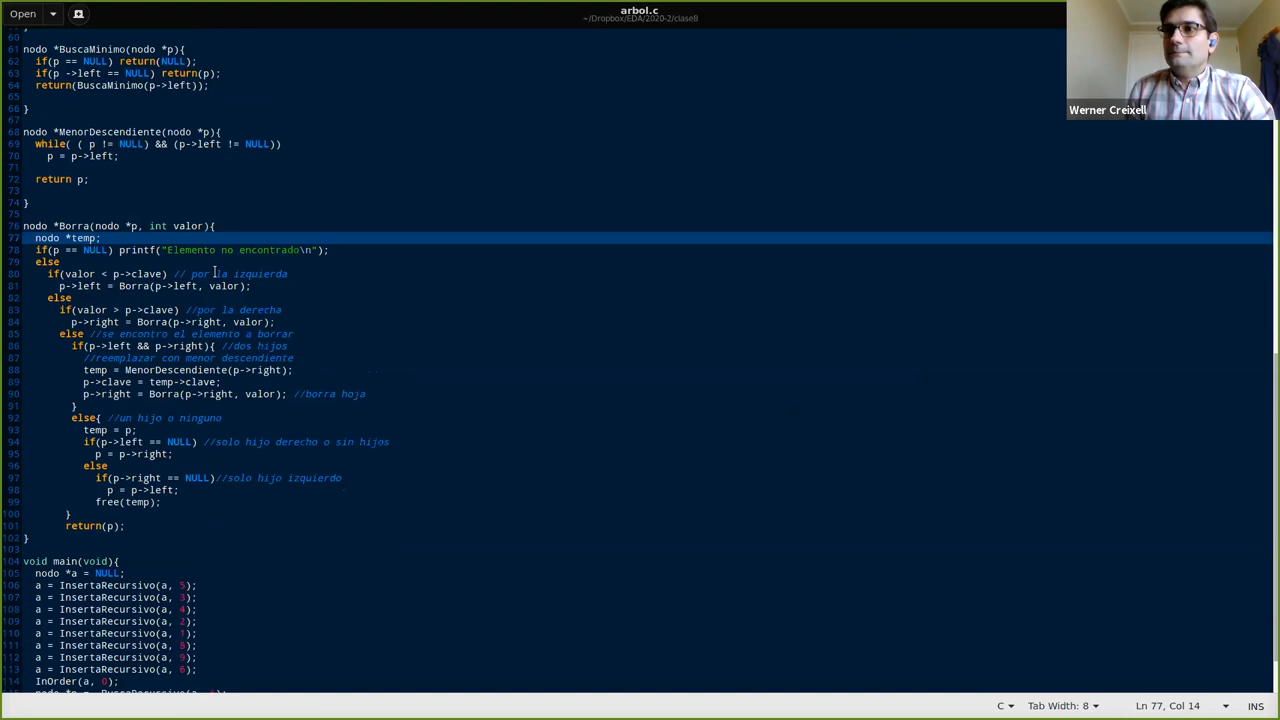 Open
arbol.c
~/Dropbox/EDA/2020-2/clase8
Werner Creixell
60 }
61 nodo *BuscaMinimo(nodo *p){
62 if(p == NULL) return(NULL);
63 if(p ->left == NULL) return(p);
64 return(BuscaMinimo(p->left));
65
66 }
67
68 nodo *MenorDescendiente(nodo *p){
69 while( ( p != NULL) && (p->left != NULL))
70 p = p->left;
71
72 return p;
73
74 }
75
76 nodo *Borra(nodo *p, int valor){
77 nodo *temp;
78 if(p == NULL) printf("Elemento no encontrado\n");
79 else
80 if(valor < p->clave) // por la izquierda
81 p->left = Borra(p->left, valor);
82 else
83 if(valor > p->clave) //por la derecha
84 p->right = Borra(p->right, valor);
85 else //se encontro el elemento a borrar
86 if(p->left && p->right){ //dos hijos
87 //reemplazar con menor descendiente
88 temp = MenorDescendiente(p->right);
89 p->clave = temp->clave;
90 p->right = Borra(p->right, valor); //borra hoja
91 }
92 else{ //un hijo o ninguno
93 temp = p;
94 if(p->left == NULL) //solo hijo derecho o sin hijos
95 p = p->right;
96 else
97 if(p->right == NULL)//solo hijo izquierdo
98 p = p->left;
99 free(temp);
100 }
101 return(p);
102 }
103
104 void main(void){
105 nodo *a = NULL;
106 a = InsertaRecursivo(a, 5);
107 a = InsertaRecursivo(a, 3);
108 a = InsertaRecursivo(a, 4);
109 a = InsertaRecursivo(a, 2);
110 a = InsertaRecursivo(a, 1);
111 a = InsertaRecursivo(a, 8);
112 a = InsertaRecursivo(a, 9);
113 a = InsertaRecursivo(a, 6);
114 InOrder(a, 0);
C Tab Width: 8 Ln 77, Col 14 INS